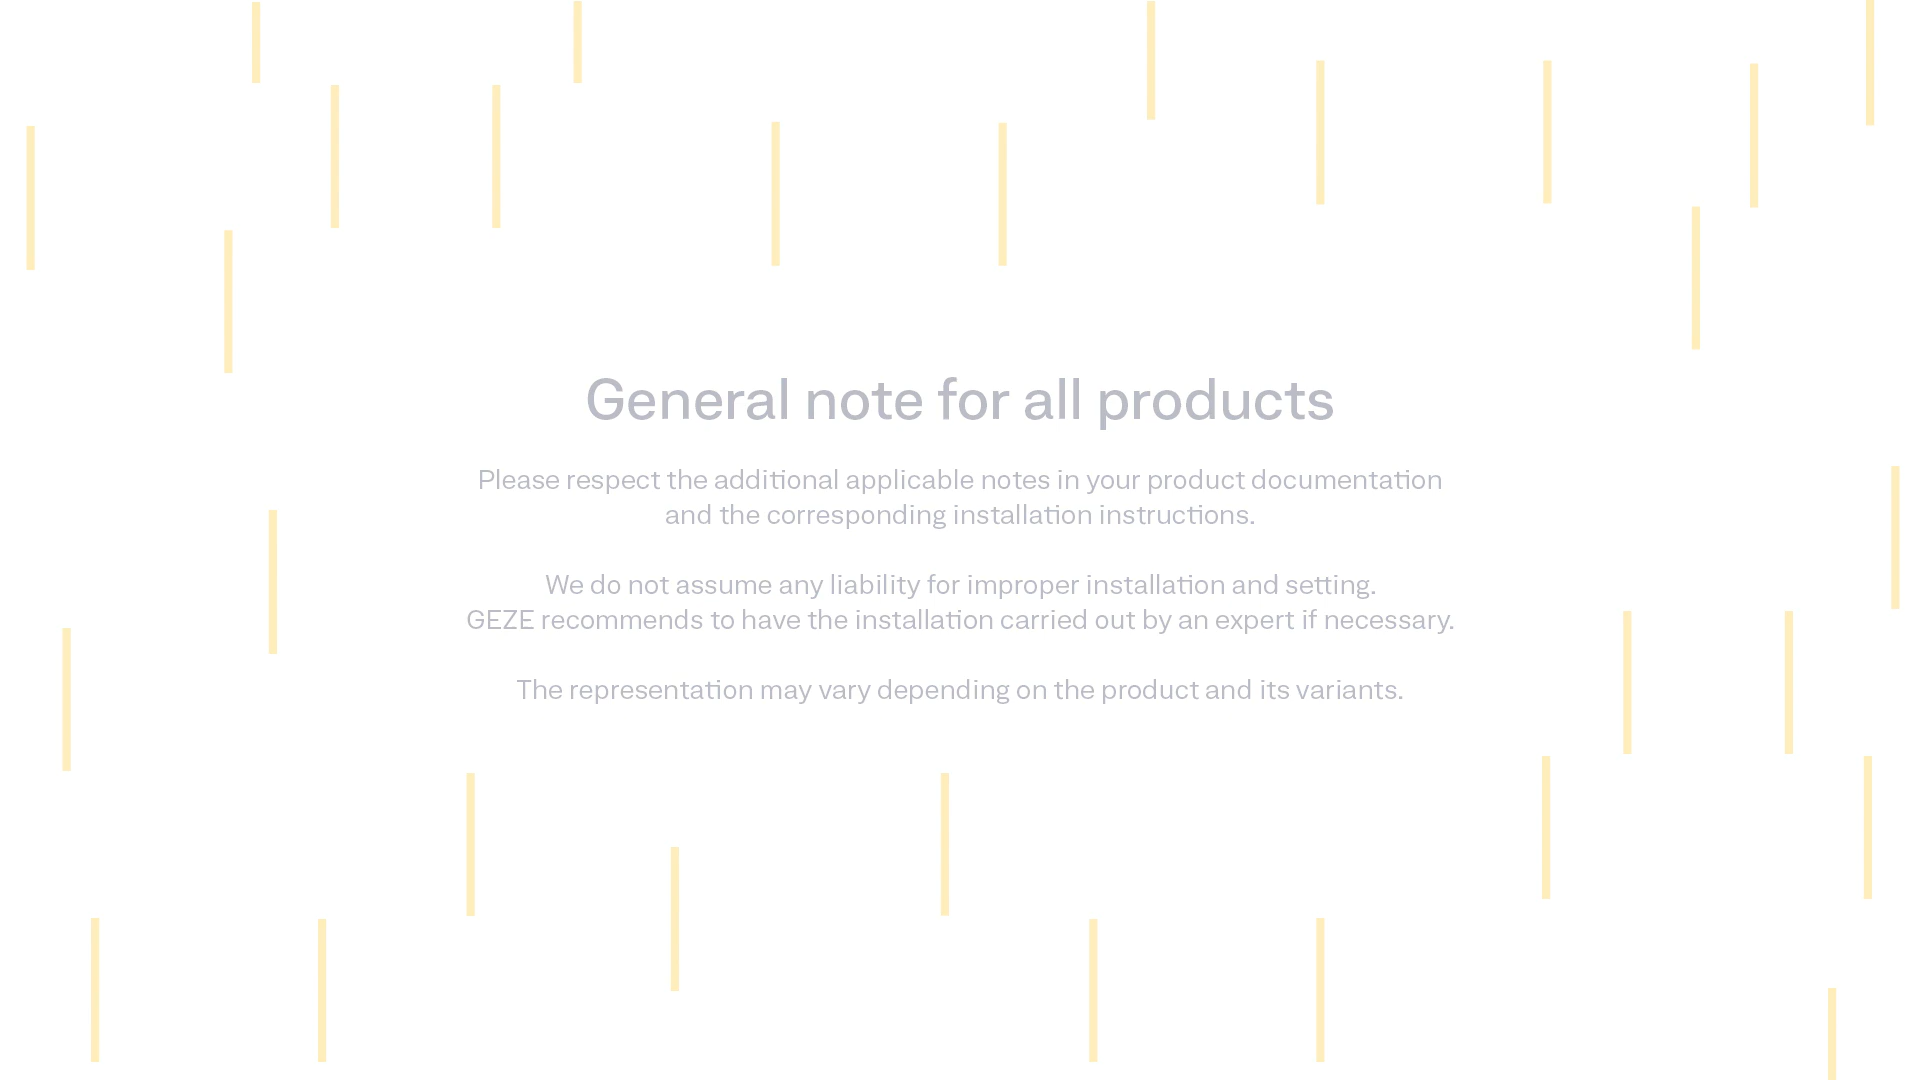 General note for all products
Please respect the additional applicable notes in your product documentation
and the corresponding installation instructions.
We do not assume any liability for improper installation and setting.
GEZE recommends to have the installation carried out by an expert if necessary.
The representation may vary depending on the product and its variants.